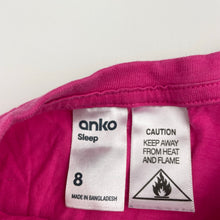 anko
Sleep
8
MADE IN BANGLADESH
CAUTION
KEEP AWAY
FROM HEAT
AND FLAME